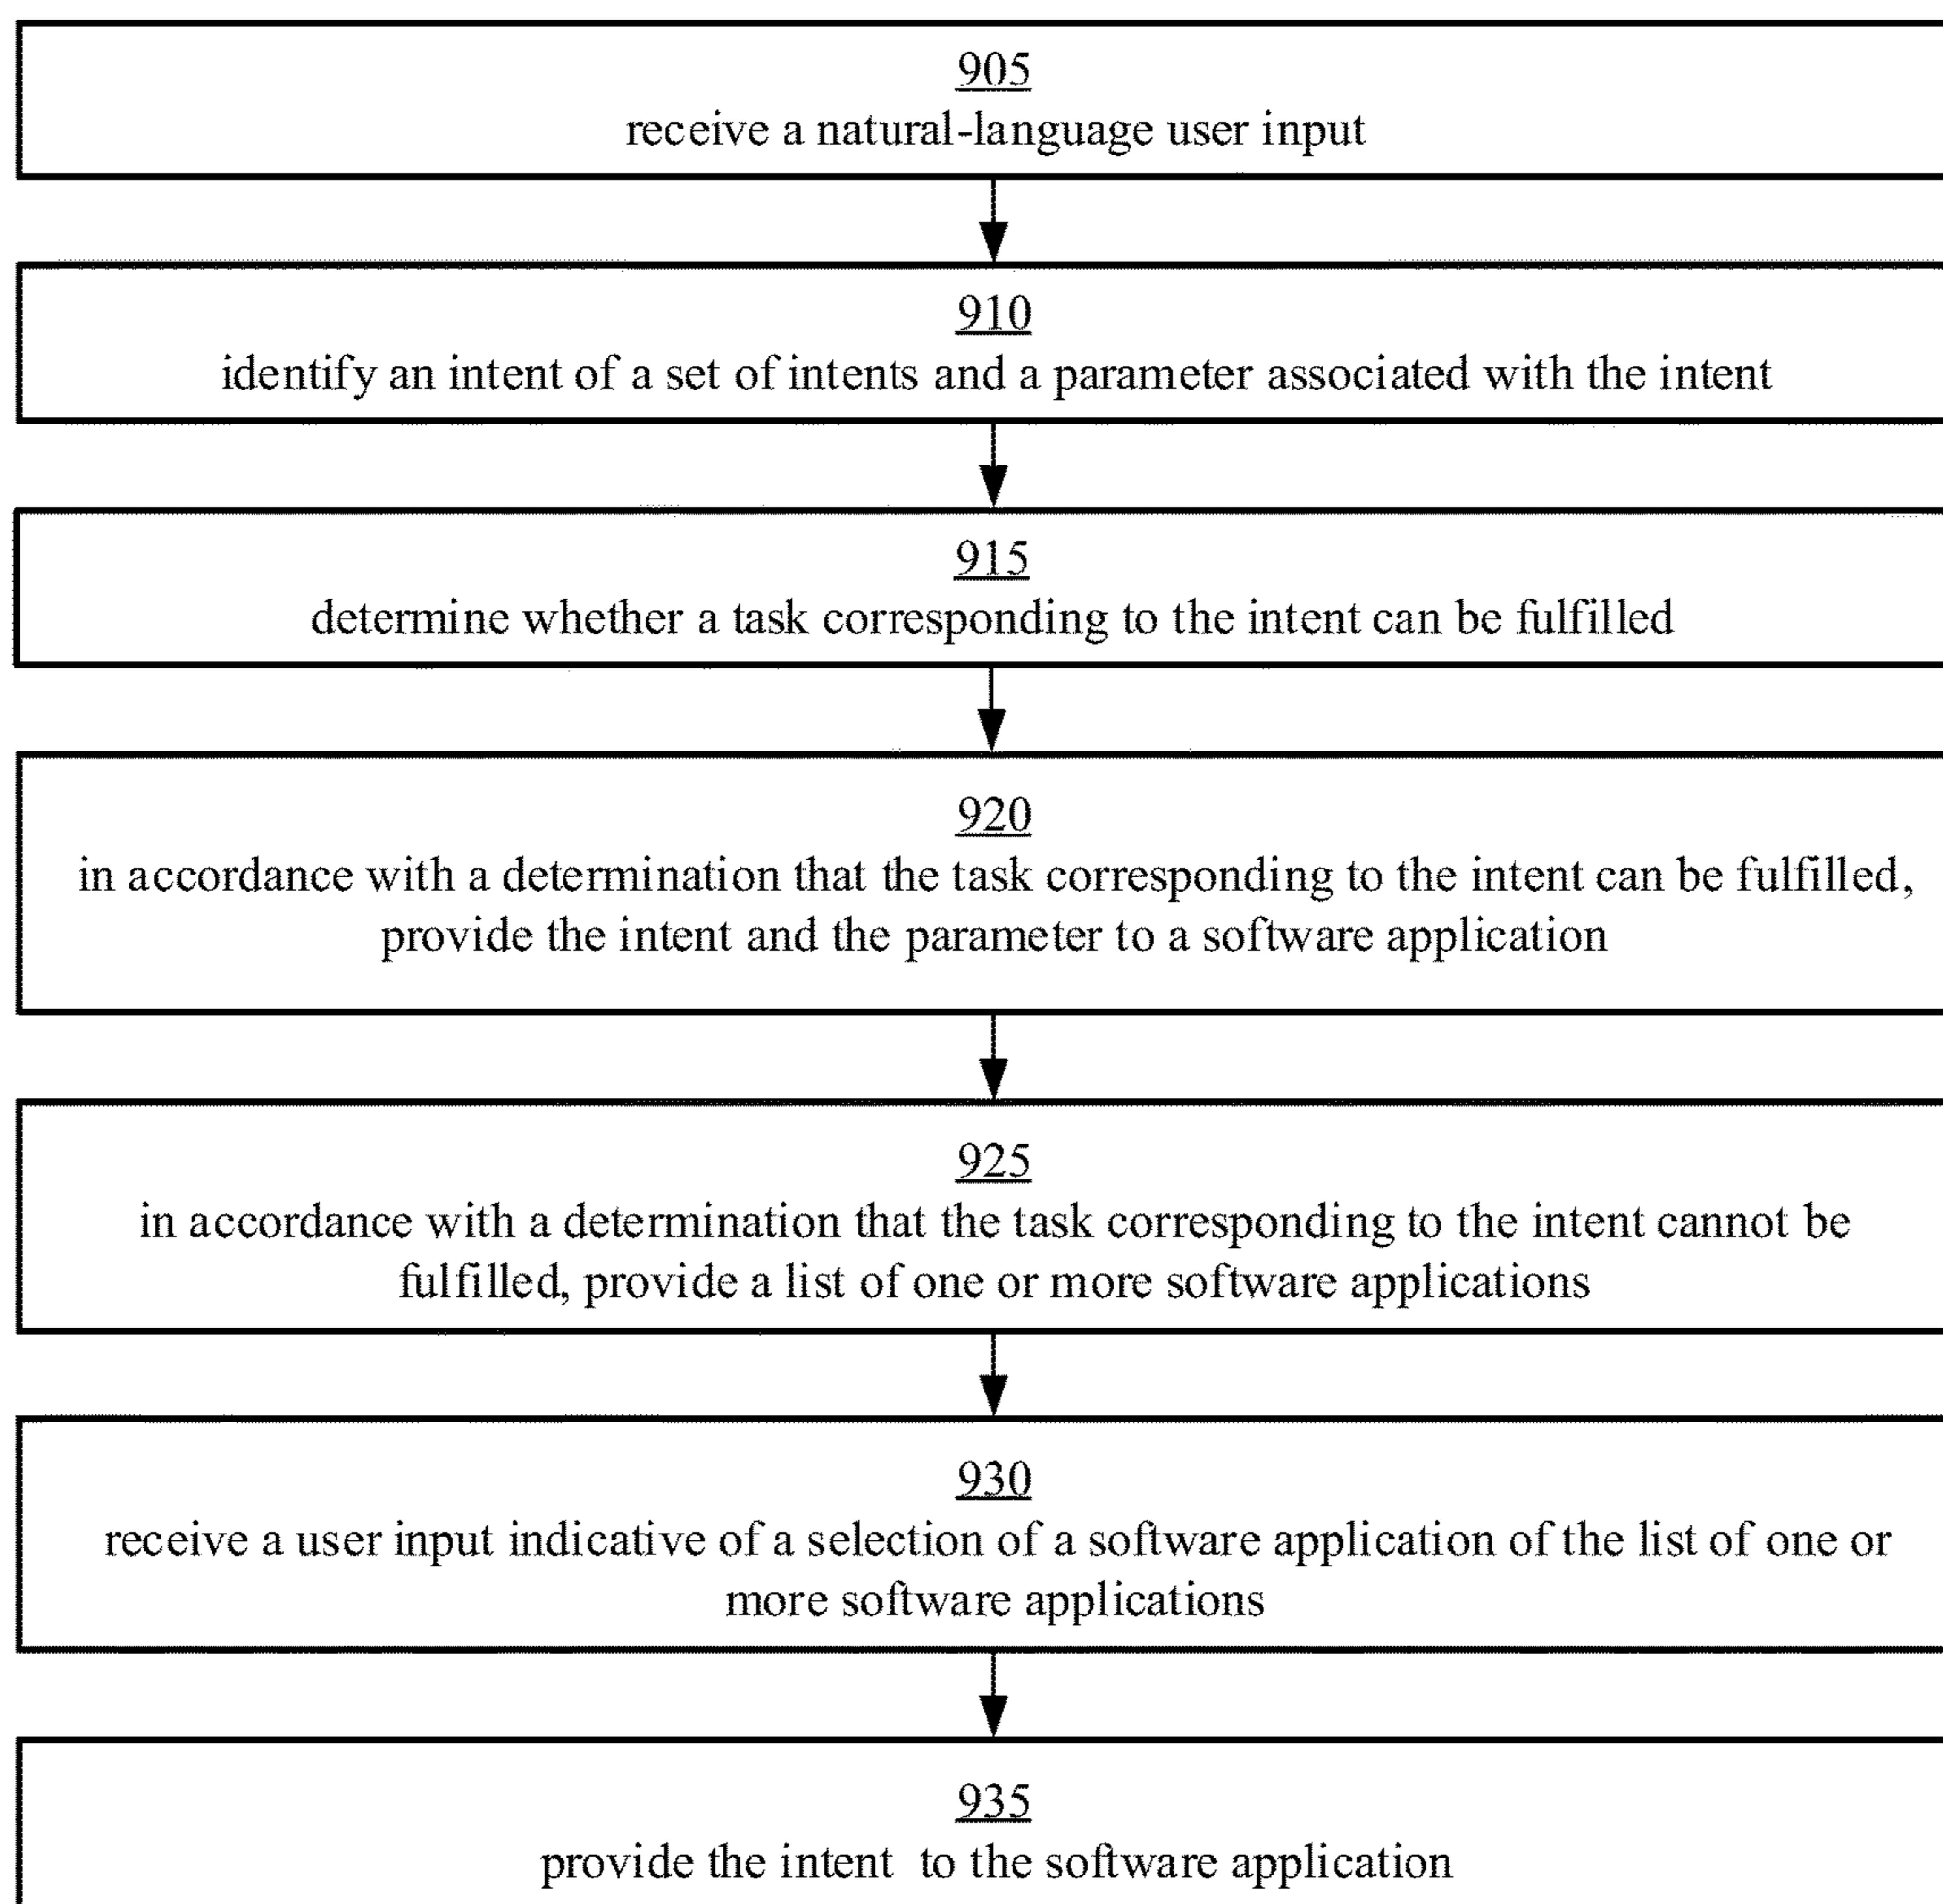 905
receive a natural-language user input
910
identify an intent of a set of intents and a parameter associated with the intent
915
determine whether a task corresponding to the intent can be fulfilled
920
in accordance with a determination that the task corresponding to the intent can be fulfilled,
provide the intent and the parameter to a software application
925
in accordance with a determination that the task corresponding to the intent cannot be
fulfilled, provide a list of one or more software applications
930
receive a user input indicative of a selection of a software application of the list of one or
more software applications
935
provide the intent to the software application